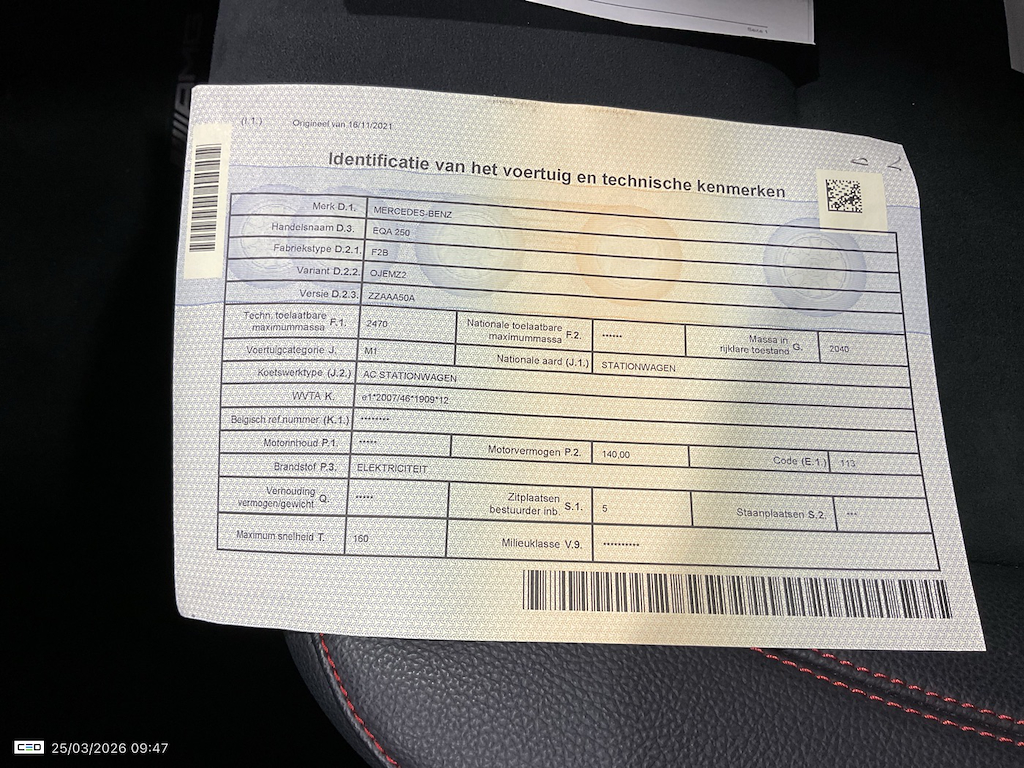 Seite 1
AMG
(I.1.) Origineel van 16/11/2021
Identificatie van het voertuig en technische kenmerken
Merk D.1. MERCEDES-BENZ
Handelsnaam D.3. EQA 250
Fabriekstype D.2.1. F2B
Variant D.2.2. OJEMZ2
Versie D.2.3. ZZAAA50A
Techn. toelaatbare maximummassa F.1. 2470 Nationale toelaatbare maximummassa F.2. ****** Massa in rijklare toestand G. 2040
Voertuigcategorie J. M1 Nationale aard (J.1.) STATIONWAGEN
Koetswerktype (J.2.) AC STATIONWAGEN
WVTA K. e1*2007/46*1909*12
Belgisch ref.nummer (K.1.) ********
Motorinhoud P.1. ***** Motorvermogen P.2. 140,00 Code (E.1.) 113
Brandstof P.3. ELEKTRICITEIT
Verhouding vermogen/gewicht Q. ***** Zitplaatsen bestuurder inb. S.1. 5 Staanplaatsen S.2. ***
Maximum snelheid T. 160 Milieuklasse V.9. **********
CEO 25/03/2026 09:47